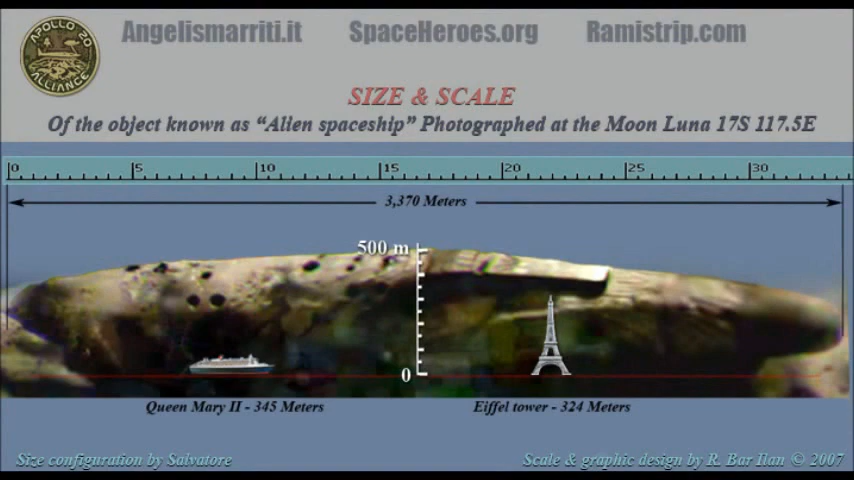 APOLLO 20
ALLIANCE
Angelismarriti.it SpaceHeroes.org Ramistrip.com
SIZE & SCALE
Of the object known as “Alien spaceship” Photographed at the Moon Luna 17S 117.5E
0 5 10 15 20 25 30
3,370 Meters
500 m
0
Queen Mary II - 345 Meters Eiffel tower - 324 Meters
Size configuration by Salvatore Scale & graphic design by R. Bar Ilan © 2007